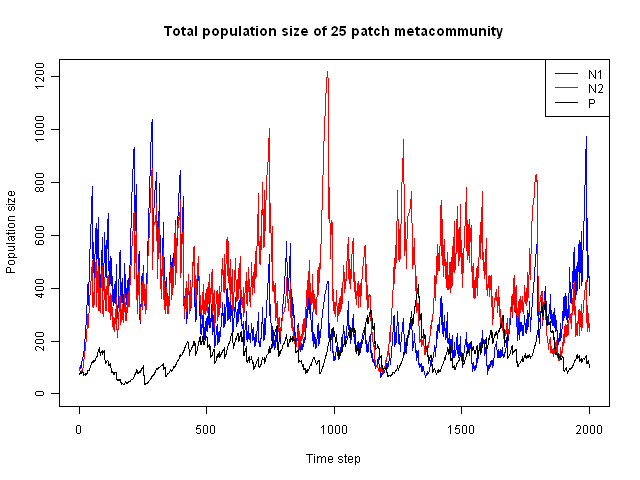 Total population size of 25 patch metacommunity
N1
N2
P
1200
1000
800
600
400
200
0
Population size
0 500 1000 1500 2000
Time step